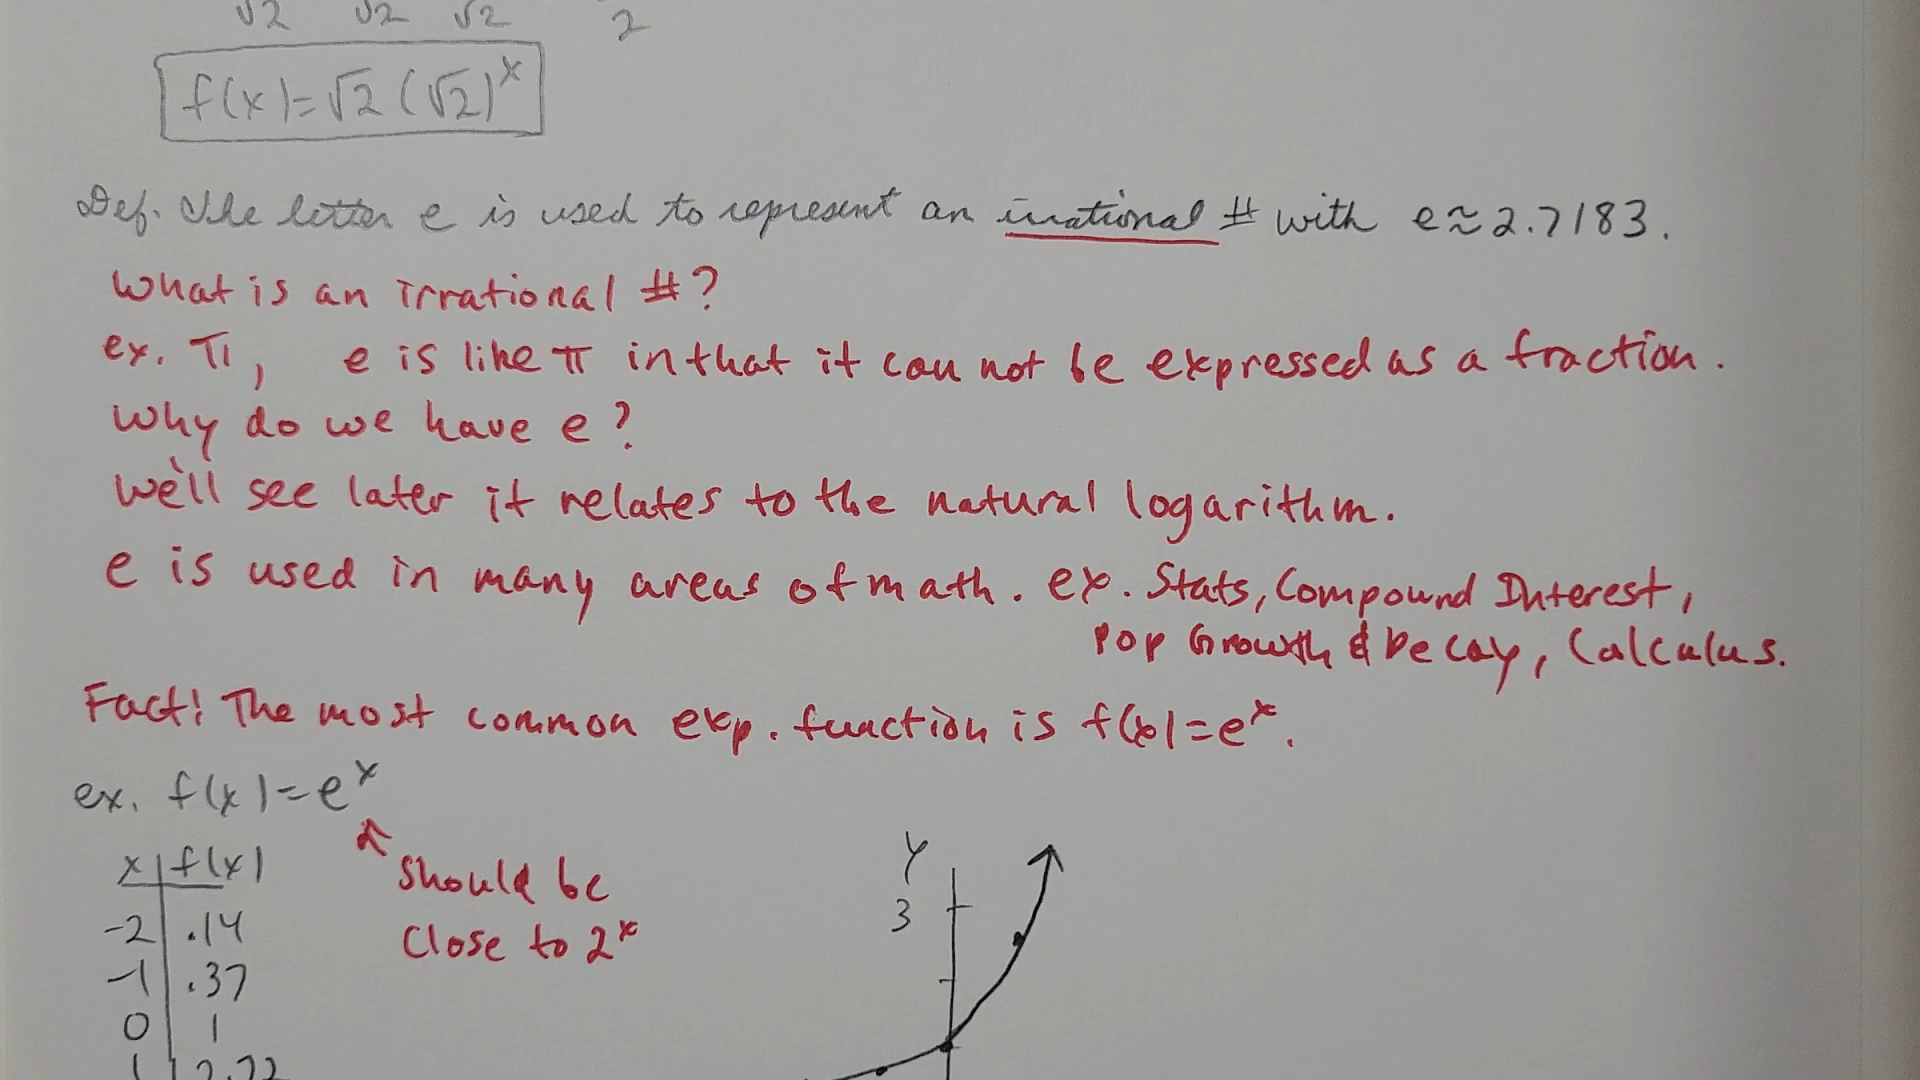 √2 √2 √2 2
f(x)=√2(√2)^x
Def. The letter e is used to represent an irrational # with e≈2.7183.
What is an irrational #?
ex. π, e is like π in that it can not be expressed as a fraction.
Why do we have e?
We'll see later it relates to the natural logarithm.
e is used in many areas of math. ex. Stats, Compound Interest,
Pop Growth & Decay, Calculus.
Fact! The most common exp. function is f(x)=e^x.
ex. f(x)=e^x
Should be
Close to 2^x
x f(x)
-2 .14
-1 .37
0 1
1 2.72
Y
3